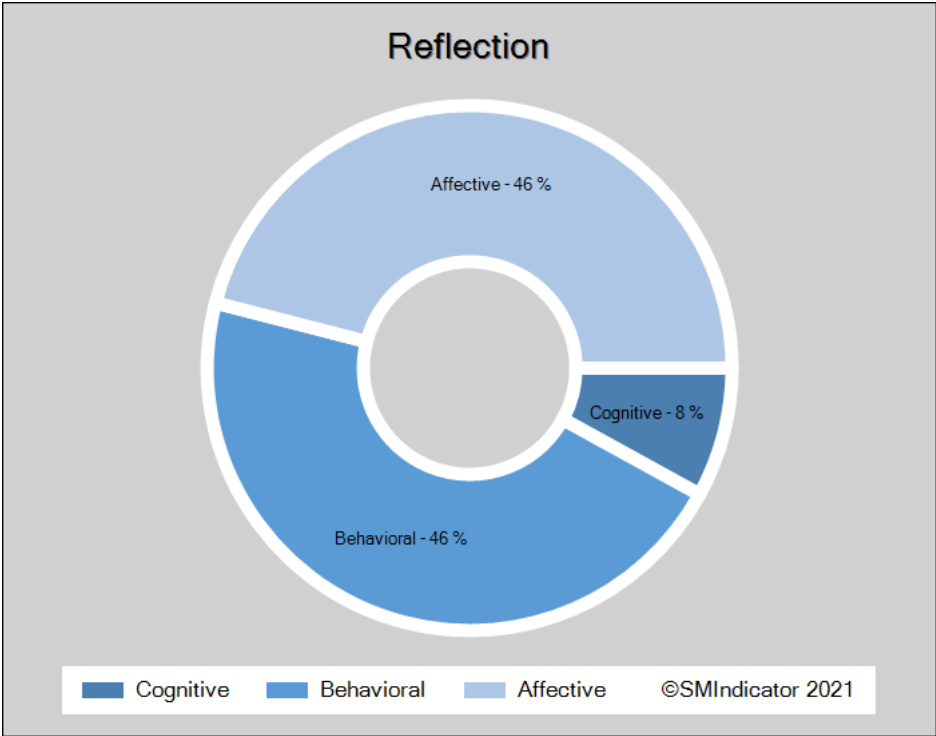 Reflection
Affective - 46 %
Cognitive - 8 %
Behavioral - 46 %
Cognitive Behavioral Affective ©SMIndicator 2021